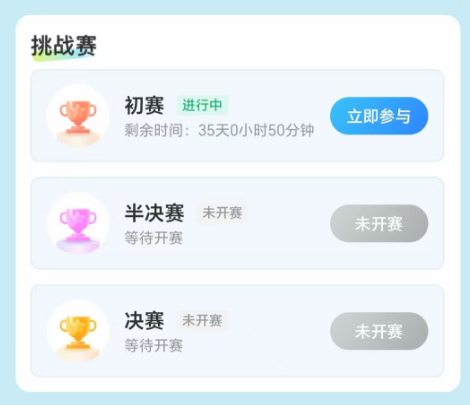 挑战赛
初赛 进行中
剩余时间：35天0小时50分钟
立即参与
半决赛 未开赛
等待开赛
未开赛
决赛 未开赛
等待开赛
未开赛